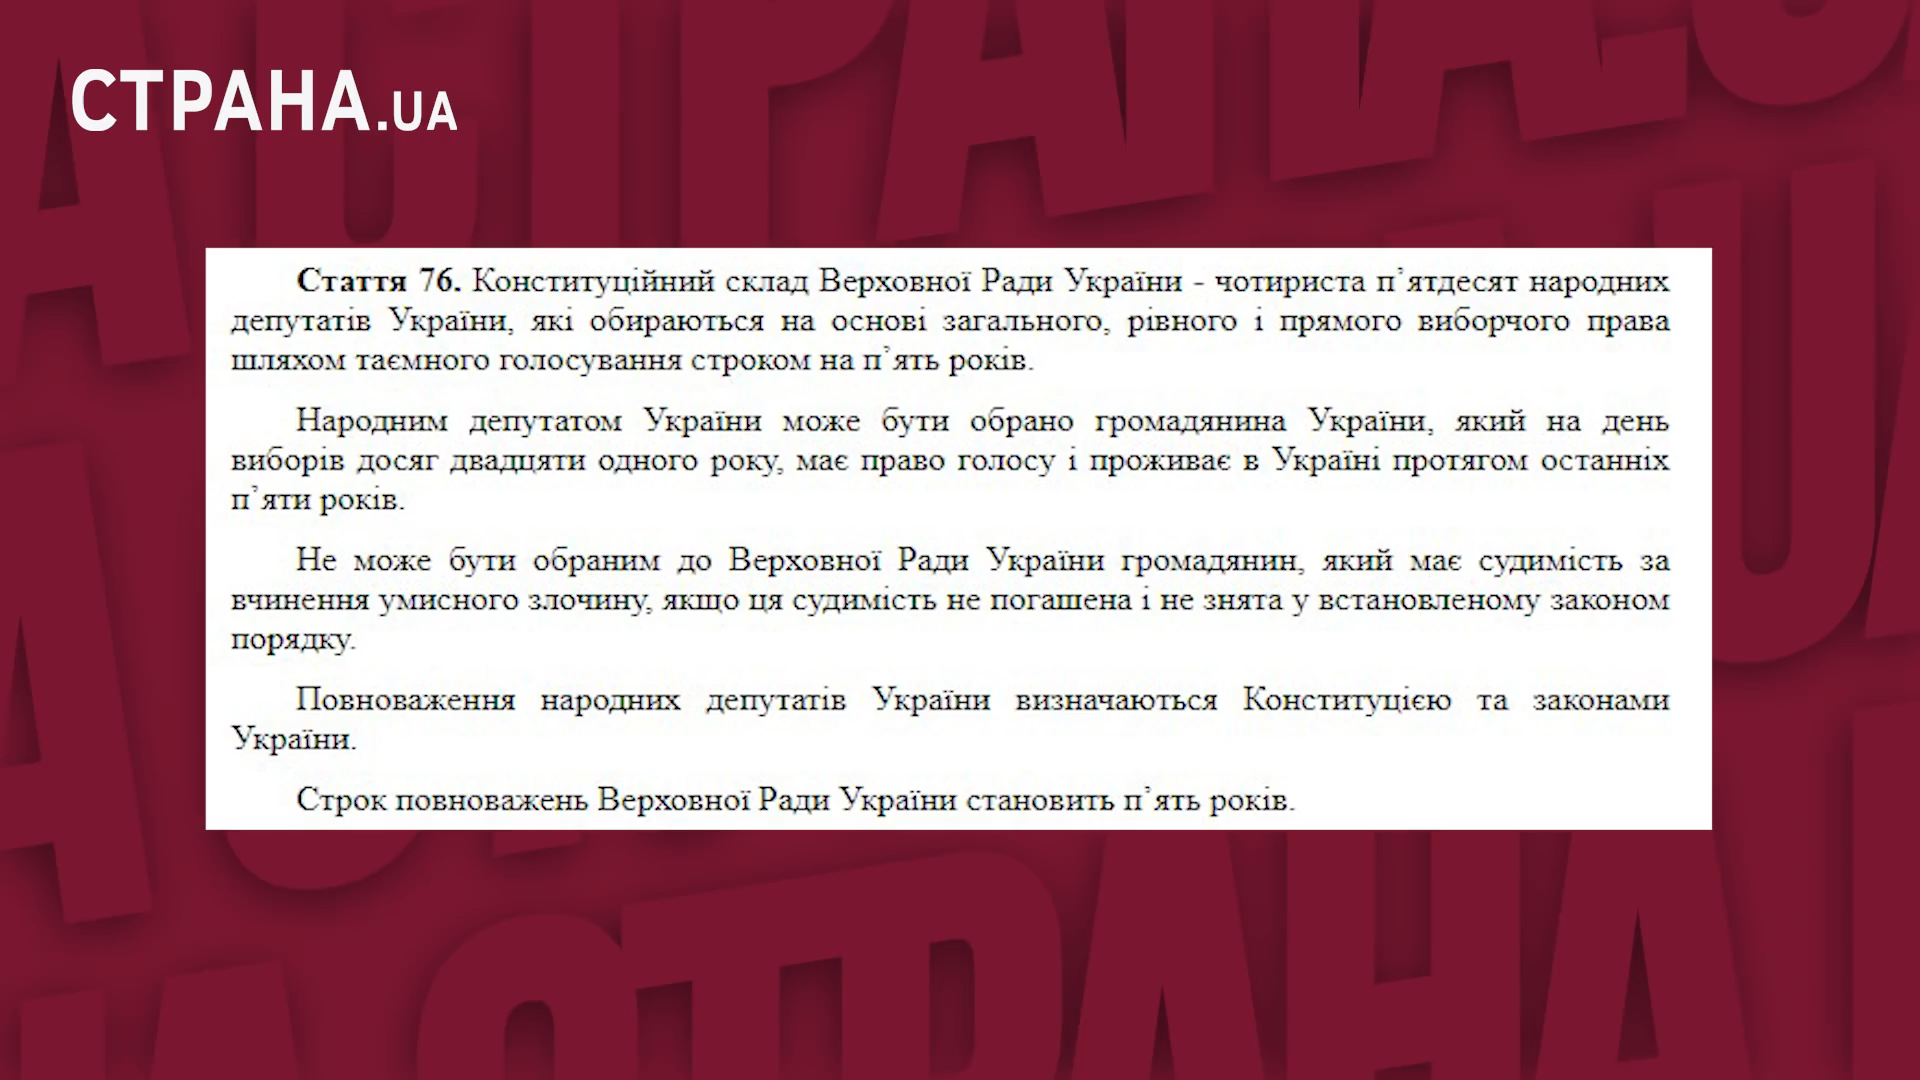 СТРАНА.UA
Стаття 76. Конституційний склад Верховної Ради України - чотириста п’ятдесят народних
депутатів України, які обираються на основі загального, рівного і прямого виборчого права
шляхом таємного голосування строком на п’ять років.
Народним депутатом України може бути обрано громадянина України, який на день
виборів досяг двадцяти одного року, має право голосу і проживає в Україні протягом останніх
п’яти років.
Не може бути обраним до Верховної Ради України громадянин, який має судимість за
вчинення умисного злочину, якщо ця судимість не погашена і не знята у встановленому законом
порядку.
Повноваження народних депутатів України визначаються Конституцією та законами
України.
Строк повноважень Верховної Ради України становить п’ять років.